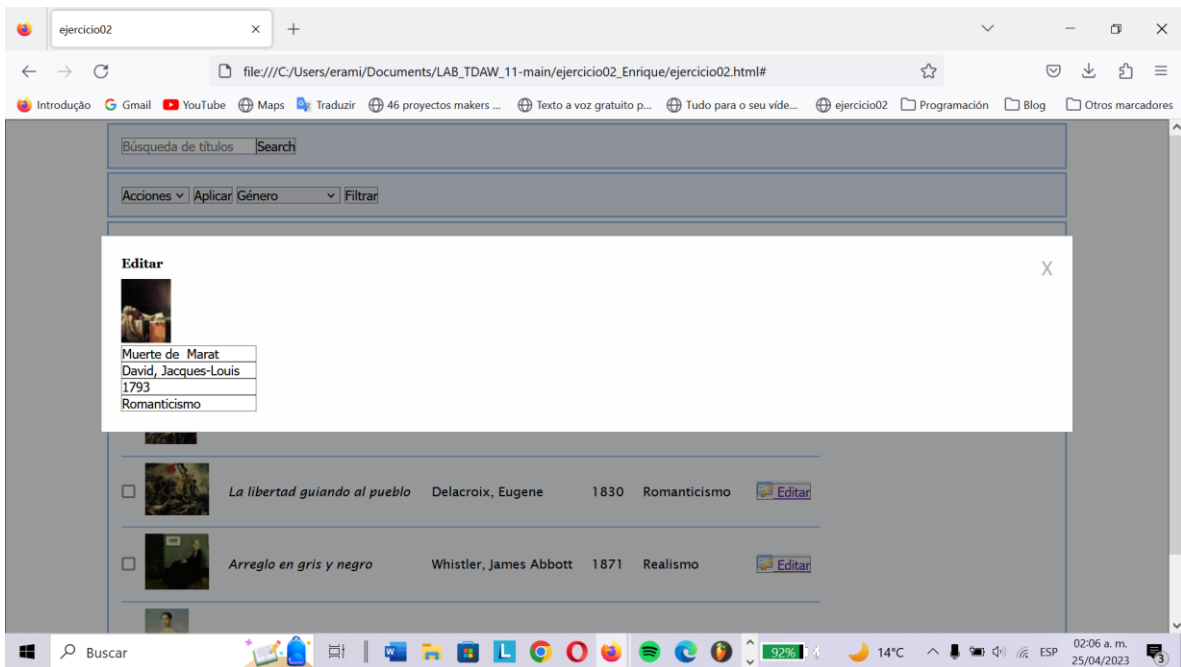 ejercicio02
file:///C:/Users/erami/Documents/LAB_TDAW_11-main/ejercicio02_Enrique/ejercicio02.html#
Introdução Gmail YouTube Maps Traduzir 46 proyectos makers ... Texto a voz gratuito p... Tudo para o seu víde... ejercicio02 Programación Blog Otros marcadores
Búsqueda de títulos Search
Acciones Aplicar Género Filtrar
Editar X
Muerte de Marat
David, Jacques-Louis
1793
Romanticismo
La libertad guiando al pueblo Delacroix, Eugene 1830 Romanticismo Editar
Arreglo en gris y negro Whistler, James Abbott 1871 Realismo Editar
Buscar 92% 14°C ESP 02:06 a. m.
25/04/2023 3